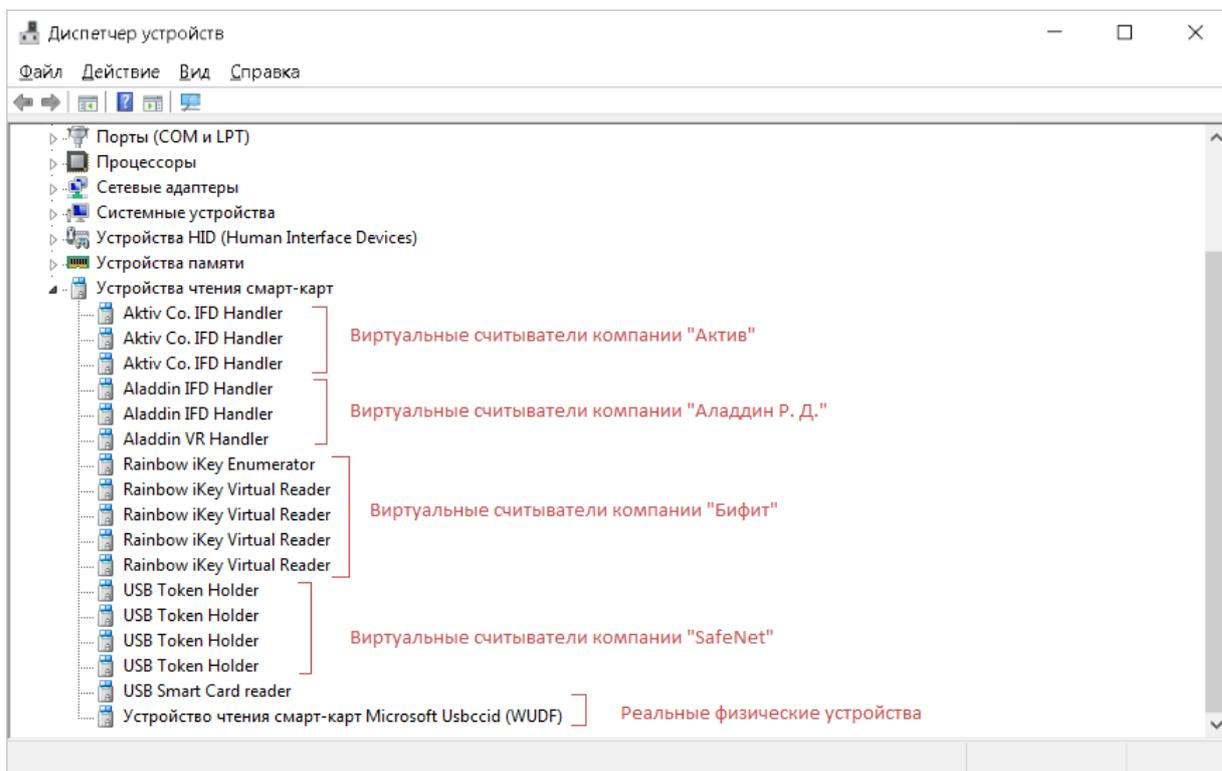 Диспетчер устройств
Файл Действие Вид Справка
Порты (COM и LPT)
Процессоры
Сетевые адаптеры
Системные устройства
Устройства HID (Human Interface Devices)
Устройства памяти
Устройства чтения смарт-карт
Aktiv Co. IFD Handler
Aktiv Co. IFD Handler
Виртуальные считыватели компании "Актив"
Aktiv Co. IFD Handler
Aladdin IFD Handler
Aladdin IFD Handler
Виртуальные считыватели компании "Аладдин Р. Д."
Aladdin VR Handler
Rainbow iKey Enumerator
Rainbow iKey Virtual Reader
Rainbow iKey Virtual Reader
Виртуальные считыватели компании "Бифит"
Rainbow iKey Virtual Reader
Rainbow iKey Virtual Reader
USB Token Holder
USB Token Holder
USB Token Holder
Виртуальные считыватели компании "SafeNet"
USB Token Holder
USB Smart Card reader
Устройство чтения смарт-карт Microsoft Usbccid (WUDF)
Реальные физические устройства